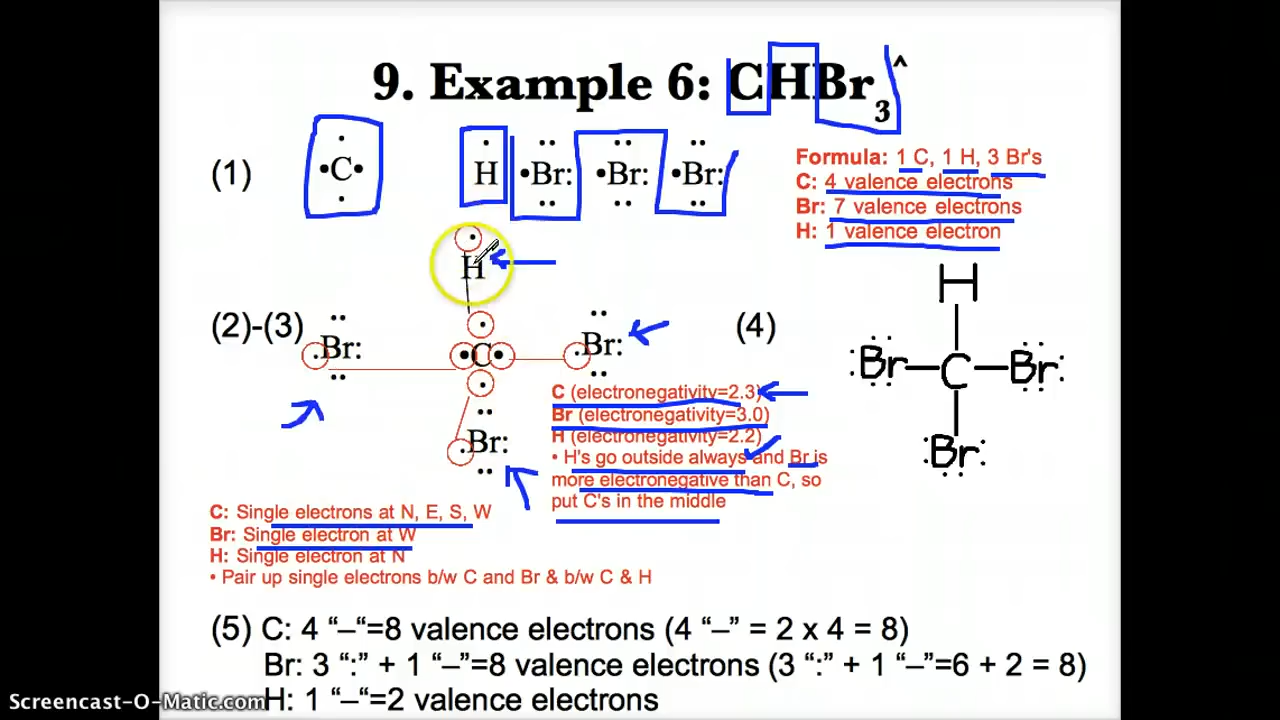 9. Example 6: CHBr3^
(1) •C• H •Br: •Br: •Br:
Formula: 1 C, 1 H, 3 Br's
C: 4 valence electrons
Br: 7 valence electrons
H: 1 valence electron
H
H
(2)-(3) .Br: •C• .Br: (4) :Br–C–Br:
C (electronegativity=2.3)
Br (electronegativity=3.0)
H (electronegativity=2.2)
.Br: :Br:
• H's go outside always and Br is
more electronegative than C, so
put C's in the middle
C: Single electrons at N, E, S, W
Br: Single electron at W
H: Single electron at N
• Pair up single electrons b/w C and Br & b/w C & H
(5) C: 4 “–“=8 valence electrons (4 “–” = 2 x 4 = 8)
Br: 3 “:” + 1 “–”=8 valence electrons (3 “:” + 1 “–”=6 + 2 = 8)
H: 1 “–”=2 valence electrons
Screencast-O-Matic.com